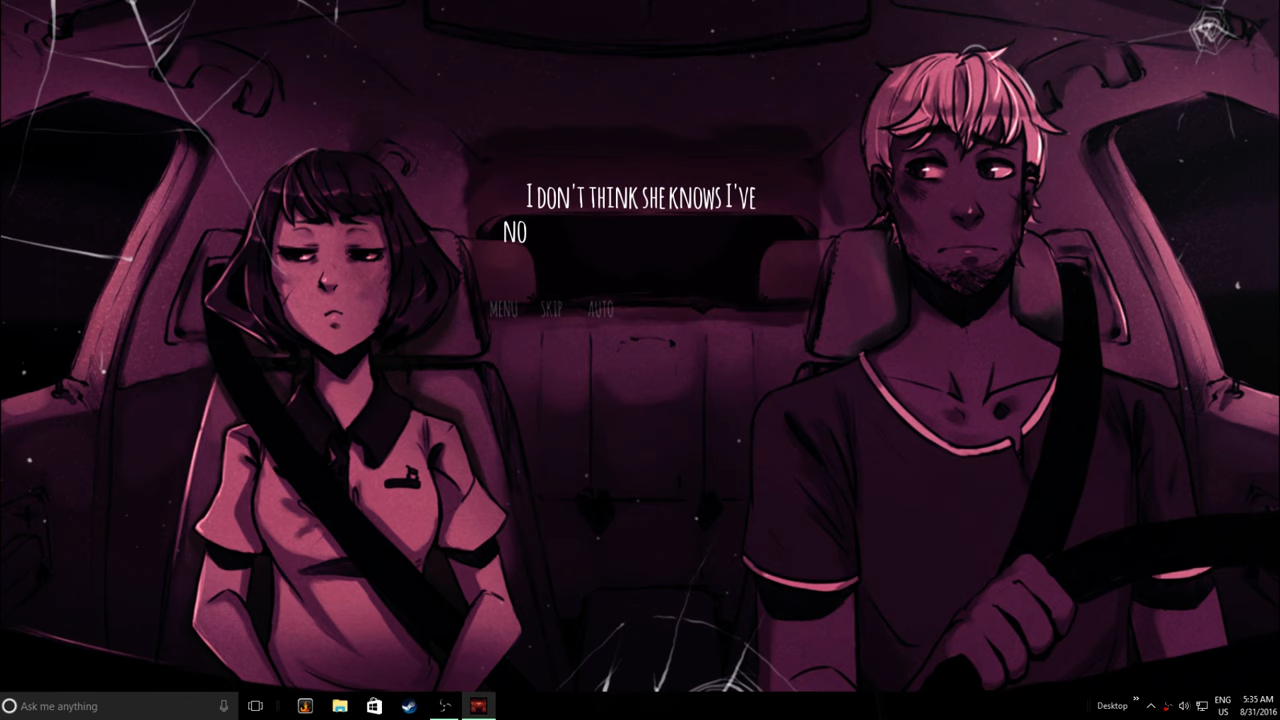 I DON'T THINK SHE KNOWS I'VE
NO
MENU SKIP AUTO
Ask me anything
Desktop
ENG
US
5:35 AM
8/31/2016